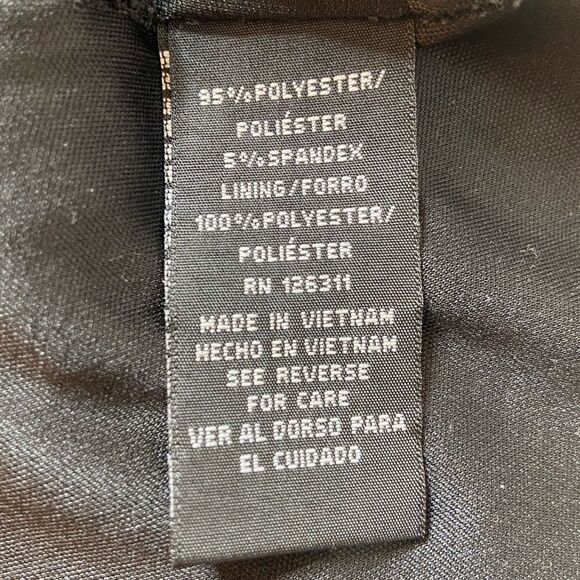 95%POLYESTER/
POLIÉSTER
5%SPANDEX
LINING/FORRO
100%POLYESTER/
POLIÉSTER
RN 136311
MADE IN VIETNAM
HECHO EN VIETNAM
SEE REVERSE
FOR CARE
VER AL DORSO PARA
EL CUIDADO